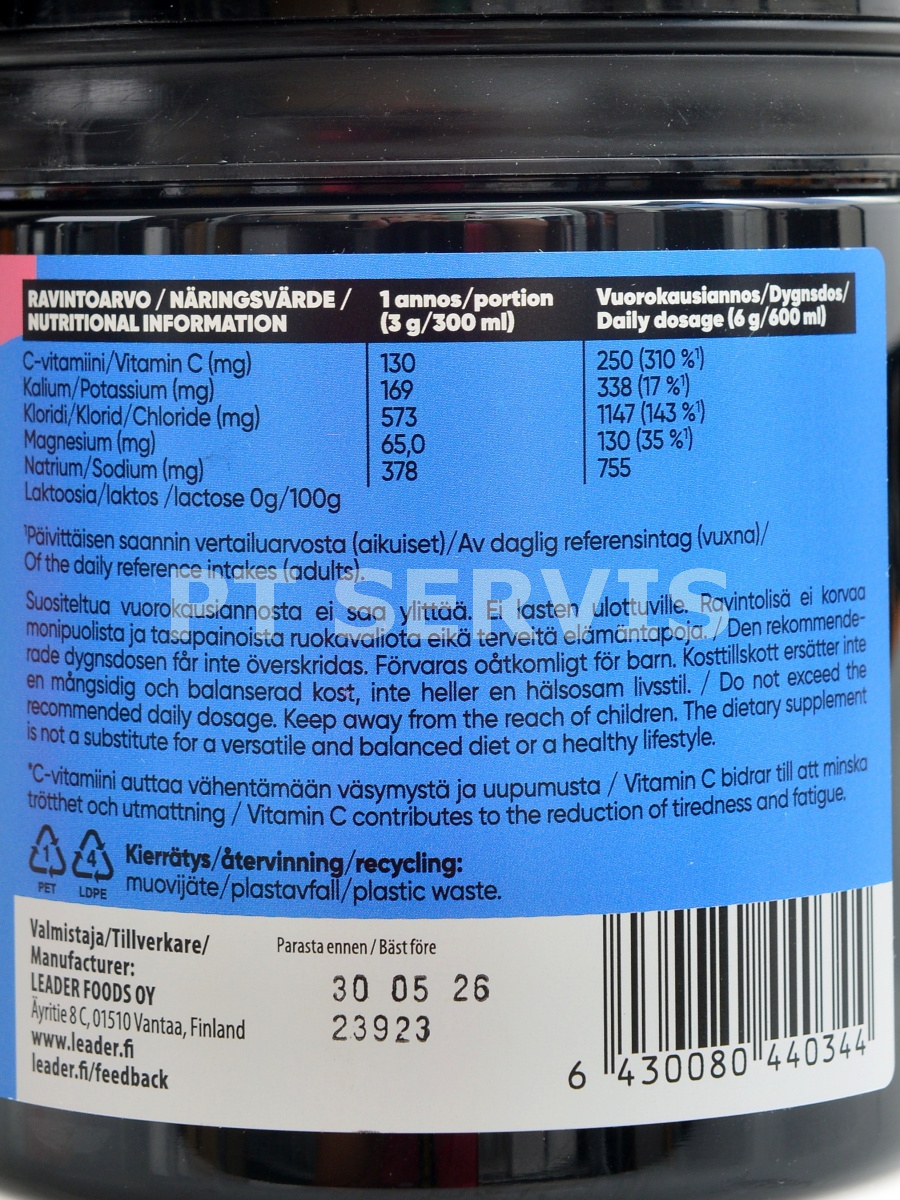 RAVINTOARVO / NÄRINGSVÄRDE / NUTRITIONAL INFORMATION | 1 annos/portion (3 g/300 ml) | Vuorokausiannos/Dygnsdos/ Daily dosage (6 g/600 ml)
C-vitamiini/Vitamin C (mg) 130 250 (310 %¹)
Kalium/Potassium (mg) 169 338 (17 %¹)
Kloridi/Klorid/Chloride (mg) 573 1147 (143 %¹)
Magnesium (mg) 65,0 130 (35 %¹)
Natrium/Sodium (mg) 378 755
Laktoosia/laktos /lactose 0g/100g
¹Päivittäisen saannin vertailuarvosta (aikuiset)/Av daglig referensintag (vuxna)/
Of the daily reference intakes (adults).
PT SERVIS
Suositeltua vuorokausiannosta ei saa ylittää. Ei lasten ulottuville. Ravintolisä ei korvaa
monipuolista ja tasapainoista ruokavaliota eikä terveitä elämäntapoja. / Den rekommende-
rade dygnsdosen får inte överskridas. Förvaras oåtkomligt för barn. Kosttillskott ersätter inte
en mångsidig och balanserad kost, inte heller en hälsosam livsstil. / Do not exceed the
recommended daily dosage. Keep away from the reach of children. The dietary supplement
is not a substitute for a versatile and balanced diet or a healthy lifestyle.
*C-vitamiini auttaa vähentämään väsymystä ja uupumusta / Vitamin C bidrar till att minska
trötthet och utmattning / Vitamin C contributes to the reduction of tiredness and fatigue.
1 4 Kierrätys/återvinning/recycling:
PET LDPE muovijäte/plastavfall/plastic waste.
Valmistaja/Tillverkare/
Manufacturer:
LEADER FOODS OY
Äyritie 8 C, 01510 Vantaa, Finland
www.leader.fi
leader.fi/feedback
Parasta ennen / Bäst före
30 05 26
23923
6 430080 440344